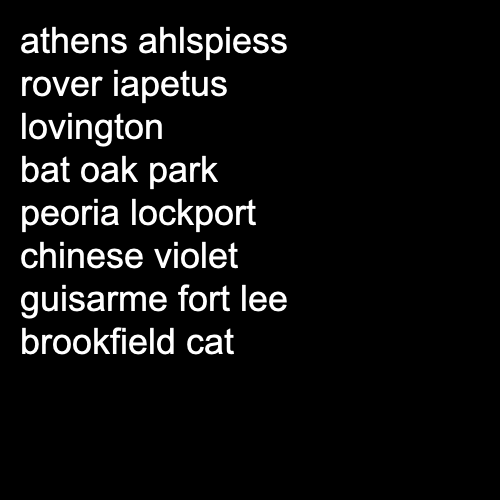 athens ahlspiess
rover iapetus
lovington
bat oak park
peoria lockport
chinese violet
guisarme fort lee
brookfield cat